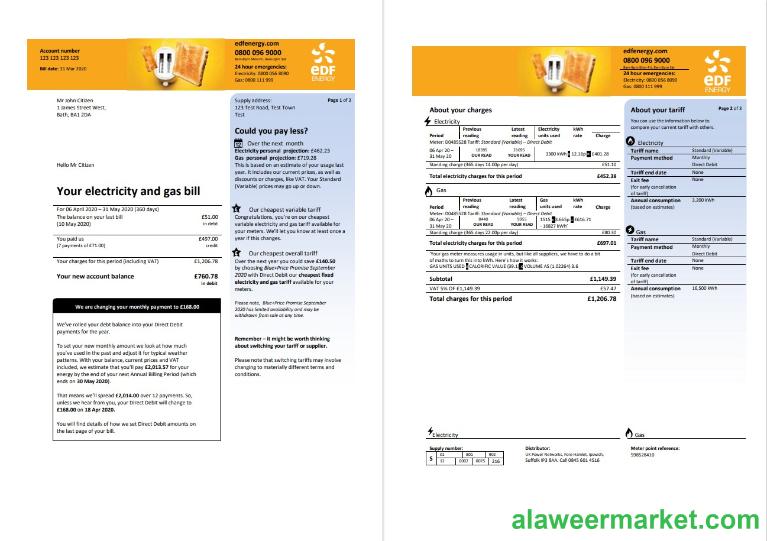 Account number
123 123 123 123
Bill date: 11 Mar 2020
edfenergy.com
0800 096 9000
24 hour emergencies:
Electricity: 0800 056 8090
Gas: 0800 111 999
EDF
ENERGY
Mr John Citizen
1 James Street West,
Bath, BA1 2DA
Hello Mr Citizen
Your electricity and gas bill
For 06 April 2020 – 31 May 2020 (360 days)
The balance on your last bill £51.00
(10 May 2020) in debit
You paid us £497.00
(7 payments of £71.00) in credit
Your charges for this period (including VAT) £1,206.78
Your new account balance £760.78
in debit
We are changing your monthly payment to £168.00
We've rolled your debt balance into your Direct Debit
payments for the year.
To set your new monthly amount we look at how much
you've used in the past and adjust it for typical weather
patterns. With your balance, current prices and VAT
included, we estimate that you'll pay £2,013.57 for your
energy by the end of your next Annual Billing Period (which
ends on 30 May 2020).
That means we'll spread £2,014.00 over 12 payments. So,
unless we hear from you, your Direct Debit will change to
£168.00 on 18 Apr 2020.
You will find details of how we set Direct Debit amounts on
the last page of your bill.
Supply address: Page 1 of 3
123 Test Road, Test Town
Test
Could you pay less?
Over the next month
Electricity personal projection: £462.23
Gas personal projection: £719.28
This is based on an estimate of your usage last
year. It includes our current prices, as well as
discounts or charges, like VAT. Your Standard
(Variable) prices may go up or down.
Our cheapest variable tariff
Congratulations, you're on our cheapest
variable electricity and gas tariff available for
your meters. We'll let you know at least once a
year if this changes.
Our cheapest overall tariff
Over the next year you could save £140.50
by choosing Blue+Price Promise September
2020 with Direct Debit our cheapest fixed
electricity and gas tariff available for your
meters.
Please note, Blue+Price Promise September
2020 has limited availability and may be
withdrawn from sale at any time.
Remember – it might be worth thinking
about switching your tariff or supplier.
Please note that switching tariffs may involve
changing to materially different terms and
conditions.
edfenergy.com
0800 096 9000
24 hour emergencies:
Electricity: 0800 056 8090
Gas: 0800 111 999
EDF
ENERGY
About your charges
Electricity
Period Previous reading Latest reading Electricity units used kWh rate Charge
Meter: 0048552B Tariff: Standard (Variable) – Direct Debit
06 Apr 20 –
31 May 20 OUR READ YOUR READ 3300 kWh 12.16p £401.28
Standing charge (365 days 14.00p per day) £51.10
Total electricity charges for this period £452.38
Gas
Period Previous reading Latest reading Gas units used kWh rate Charge
06 Apr 20 –
31 May 20 OUR READ YOUR READ £616.71
Standing charge (365 days 22.00p per day) £80.30
Total electricity charges for this period £697.01
Your gas meter measures usage in units, but like all suppliers, we have to do a bit
of maths to turn this into kWh. Here's how it works:
GAS UNITS USED CALORIFIC VALUE (39.1) VOLUME AS (1.02264) 3.6
Subtotal £1,149.39
VAT 5% OF £1,149.39 £57.47
Total charges for this period £1,206.78
About your tariff Page 2 of 3
You can use the information below to
compare your current tariff with others.
Electricity
Tariff name Standard (Variable)
Payment method Monthly
Direct Debit
Tariff end date None
Exit fee None
(for early cancellation
of tariff)
Annual consumption 3,300 kWh
(based on estimates)
Gas
Tariff name Standard (Variable)
Payment method Monthly
Direct Debit
Tariff end date None
Exit fee None
(for early cancellation
of tariff)
Annual consumption 16,500 kWh
(based on estimates)
Electricity
Supply number:
S
Distributor:
UK Power Networks, Fore Hamlet, Ipswich,
Suffolk IP3 8AA. Call 0845 601 4516
Gas
Meter point reference:
598528410
alaweermarket.com